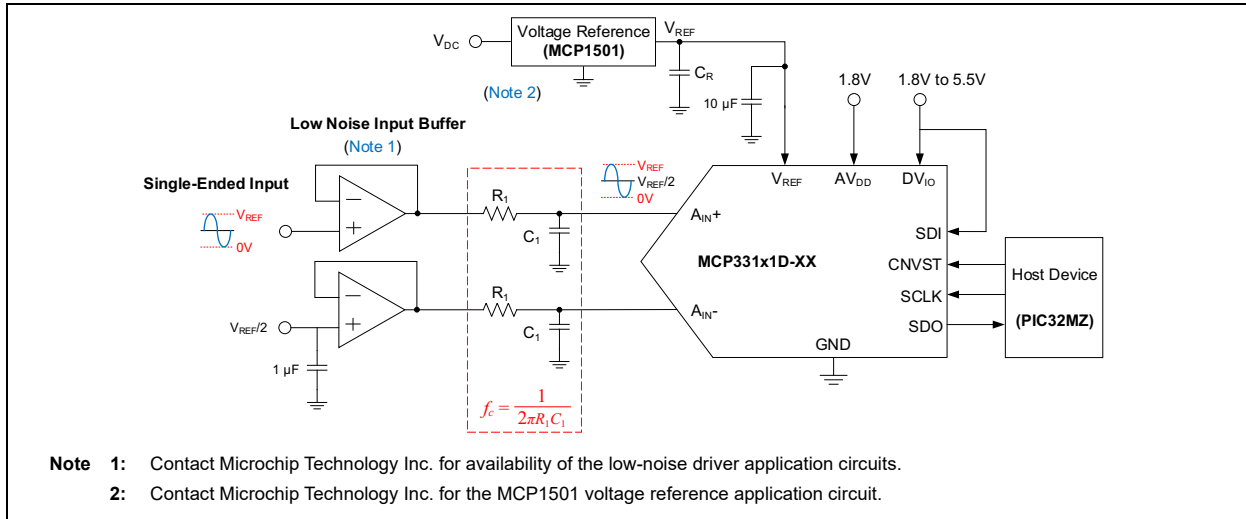 Voltage Reference
(MCP1501)
VREF
VDC
CR
(Note 2)
10 µF
1.8V
1.8V to 5.5V
Low Noise Input Buffer
(Note 1)
Single-Ended Input
VREF
0V
VREF
VREF/2
0V
VREF
AVDD
DVIO
R1
C1
AIN+
SDI
MCP331x1D-XX
CNVST
SCLK
SDO
Host Device
(PIC32MZ)
R1
C1
AIN-
VREF/2
1 µF
GND
fc = 1/2πR1C1
Note 1: Contact Microchip Technology Inc. for availability of the low-noise driver application circuits.
2: Contact Microchip Technology Inc. for the MCP1501 voltage reference application circuit.